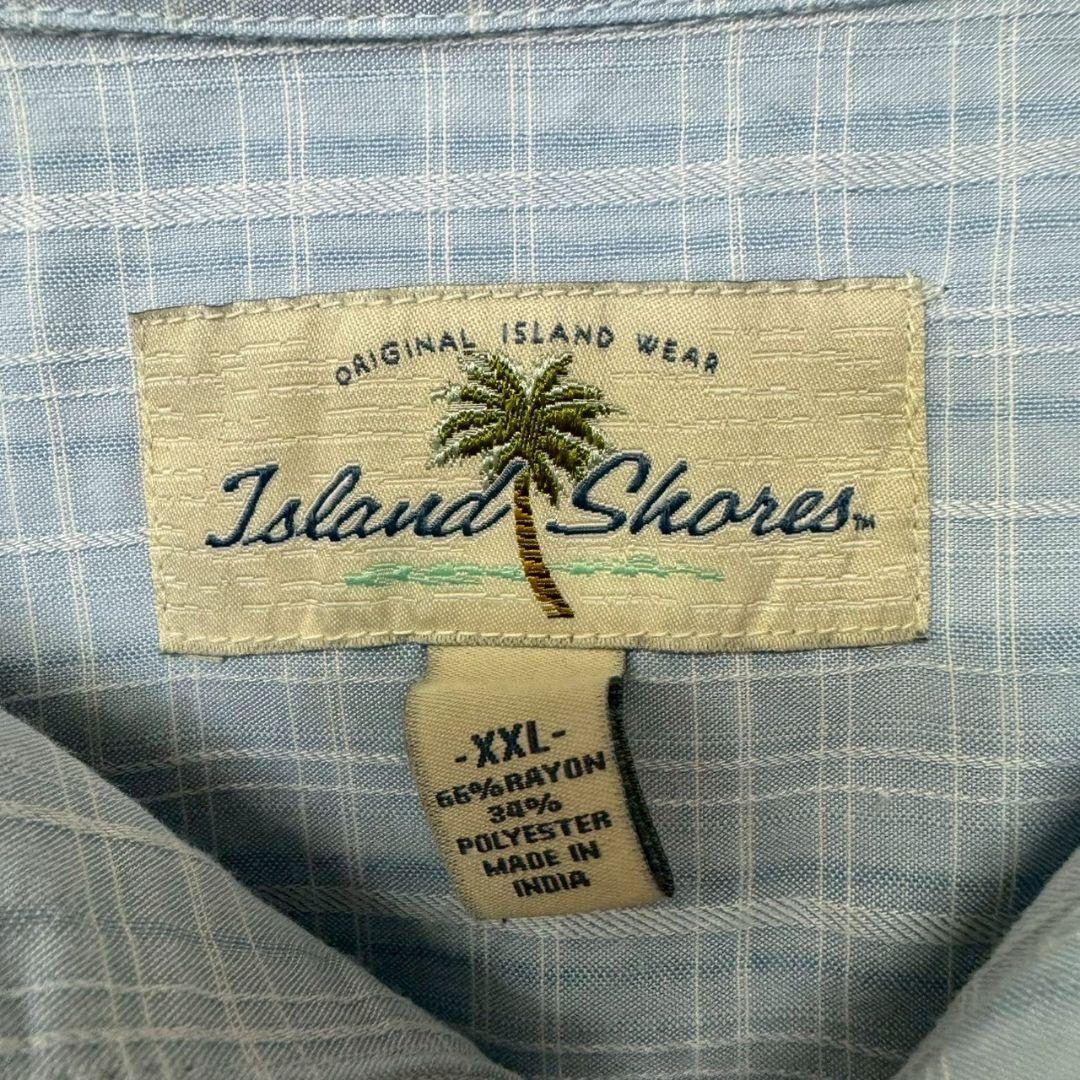 ORIGINAL ISLAND WEAR
Island Shores™
-XXL-
66%RAYON
34%
POLYESTER
MADE IN
INDIA